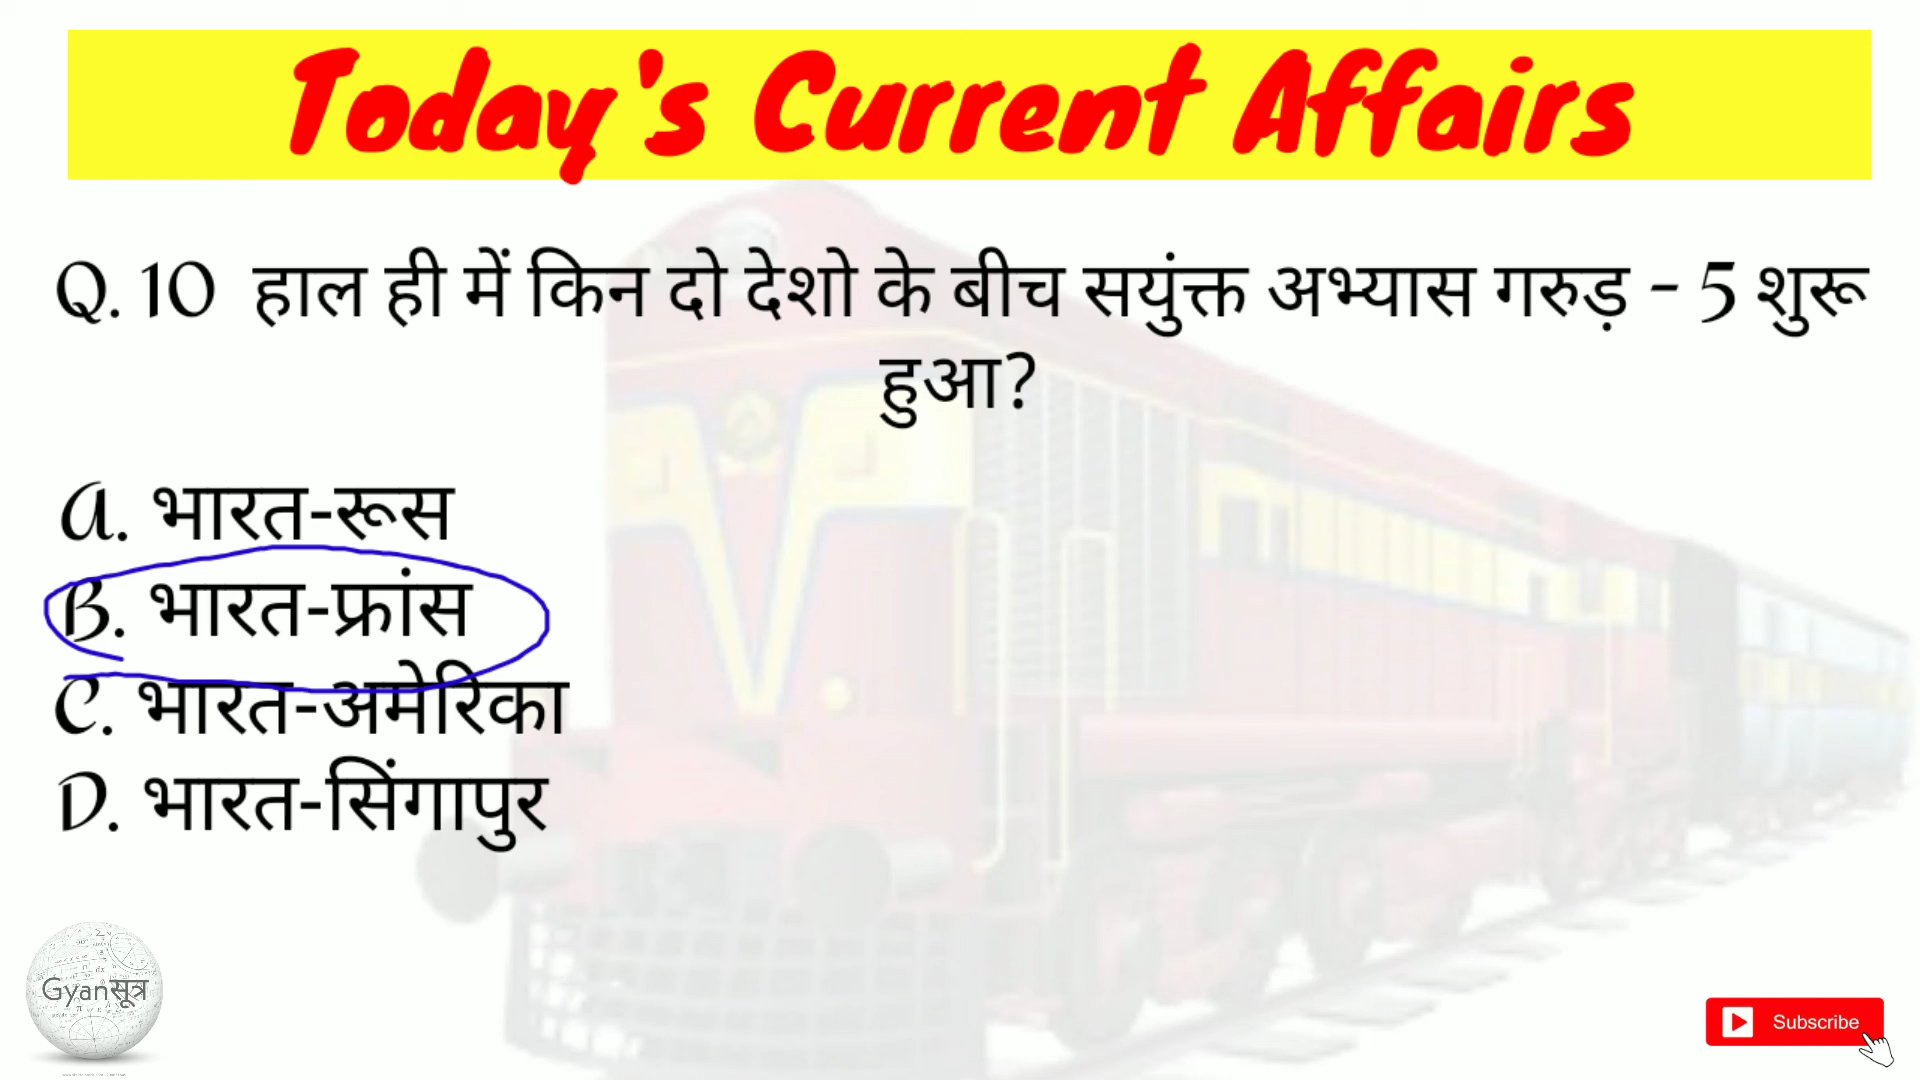 Today's Current Affairs
Q. 10 हाल ही में किन दो देशो के बीच सयुंक्त अभ्यास गरुड़ - 5 शुरू
हुआ?
A. भारत-रूस
B. भारत-फ्रांस
C. भारत-अमेरिका
D. भारत-सिंगापुर
Gyanसूत्र
Subscribe